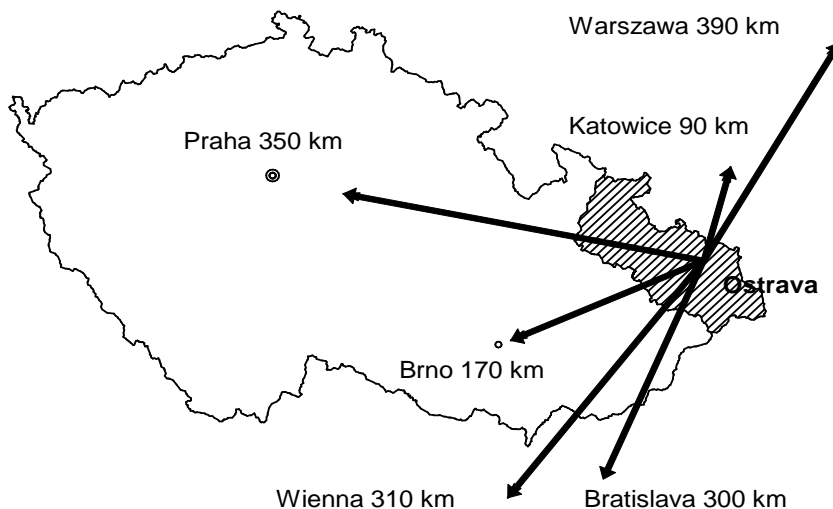 Warszawa 390 km
Katowice 90 km
Praha 350 km
Ostrava
Brno 170 km
Wienna 310 km
Bratislava 300 km